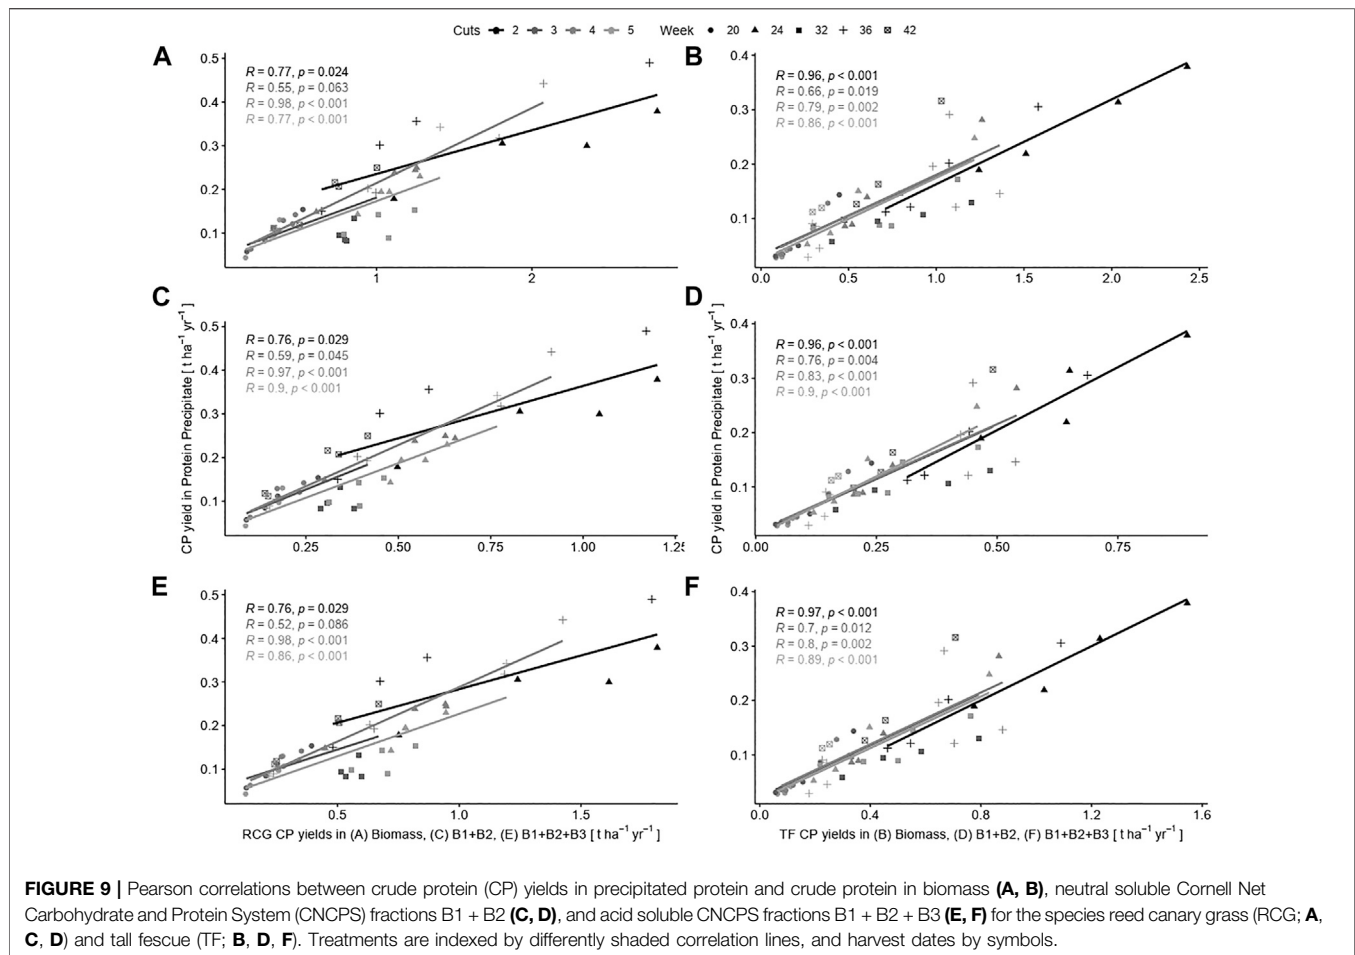 Cuts 2 3 4 5 Week 20 24 32 36 42
A
0.5
0.4
0.3
0.2
0.1
R = 0.77, p = 0.024
R = 0.55, p = 0.063
R = 0.98, p < 0.001
R = 0.77, p < 0.001
1 2
B
0.4
0.3
0.2
0.1
R = 0.96, p < 0.001
R = 0.66, p = 0.019
R = 0.79, p = 0.002
R = 0.86, p < 0.001
0.0 0.5 1.0 1.5 2.0 2.5
CP yield in Protein Precipitate [ t ha⁻¹ yr⁻¹ ]
C
0.5
0.4
0.3
0.2
0.1
R = 0.76, p = 0.029
R = 0.59, p = 0.045
R = 0.97, p < 0.001
R = 0.9, p < 0.001
0.25 0.50 0.75 1.00 1.25
CP yield in Protein Precipitate [ t ha⁻¹ yr⁻¹ ]
D
0.4
0.3
0.2
0.1
R = 0.96, p < 0.001
R = 0.76, p = 0.004
R = 0.83, p < 0.001
R = 0.9, p < 0.001
0.00 0.25 0.50 0.75
E
0.5
0.4
0.3
0.2
0.1
R = 0.76, p = 0.029
R = 0.52, p = 0.086
R = 0.98, p < 0.001
R = 0.86, p < 0.001
0.5 1.0 1.5
RCG CP yields in (A) Biomass, (C) B1+B2, (E) B1+B2+B3 [ t ha⁻¹ yr⁻¹ ]
F
0.4
0.3
0.2
0.1
R = 0.97, p < 0.001
R = 0.7, p = 0.012
R = 0.8, p = 0.002
R = 0.89, p < 0.001
0.0 0.4 0.8 1.2 1.6
TF CP yields in (B) Biomass, (D) B1+B2, (F) B1+B2+B3 [ t ha⁻¹ yr⁻¹ ]
FIGURE 9 | Pearson correlations between crude protein (CP) yields in precipitated protein and crude protein in biomass (A, B), neutral soluble Cornell Net
Carbohydrate and Protein System (CNCPS) fractions B1 + B2 (C, D), and acid soluble CNCPS fractions B1 + B2 + B3 (E, F) for the species reed canary grass (RCG; A,
C, D) and tall fescue (TF; B, D, F). Treatments are indexed by differently shaded correlation lines, and harvest dates by symbols.